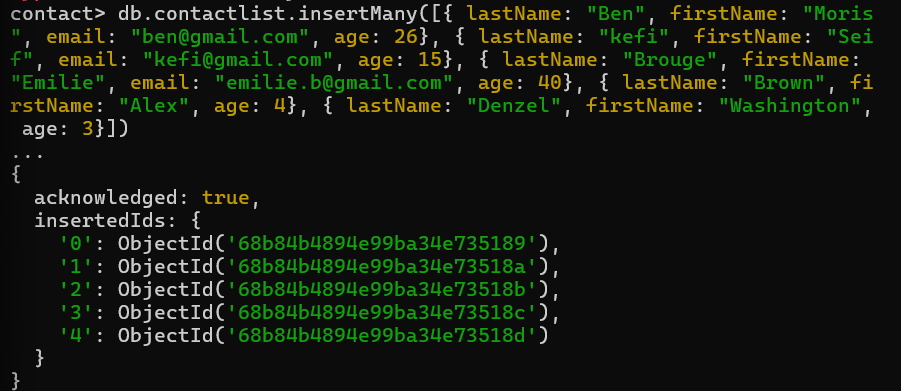 contact> db.contactlist.insertMany([{ lastName: "Ben", firstName: "Moris
", email: "ben@gmail.com", age: 26}, { lastName: "kefi", firstName: "Sei
f", email: "kefi@gmail.com", age: 15}, { lastName: "Brouge", firstName:
"Emilie", email: "emilie.b@gmail.com", age: 40}, { lastName: "Brown", fi
rstName: "Alex", age: 4}, { lastName: "Denzel", firstName: "Washington",
 age: 3}])
...
{
  acknowledged: true,
  insertedIds: {
    '0': ObjectId('68b84b4894e99ba34e735189'),
    '1': ObjectId('68b84b4894e99ba34e73518a'),
    '2': ObjectId('68b84b4894e99ba34e73518b'),
    '3': ObjectId('68b84b4894e99ba34e73518c'),
    '4': ObjectId('68b84b4894e99ba34e73518d')
  }
}